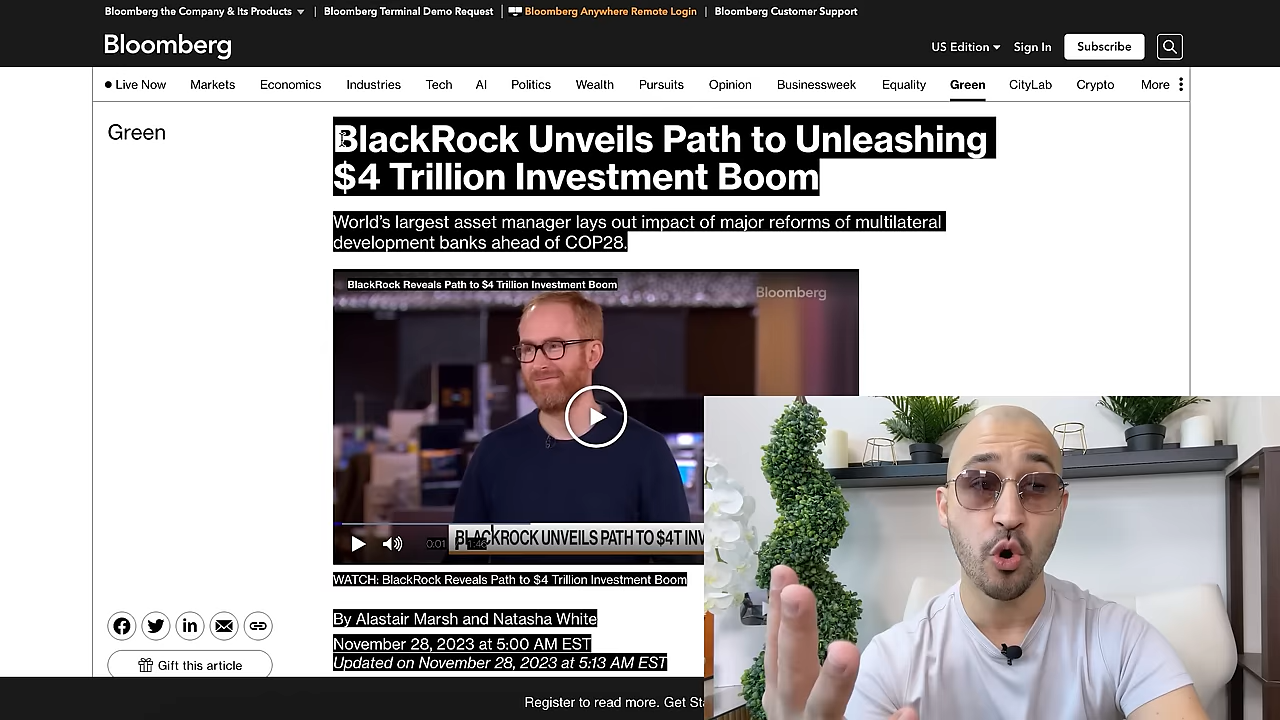 Bloomberg the Company & Its Products
Bloomberg Terminal Demo Request
Bloomberg Anywhere Remote Login
Bloomberg Customer Support
Bloomberg
US Edition
Sign In
Subscribe
Live Now
Markets
Economics
Industries
Tech
AI
Politics
Wealth
Pursuits
Opinion
Businessweek
Equality
Green
CityLab
Crypto
More
Green
BlackRock Unveils Path to Unleashing
$4 Trillion Investment Boom
World's largest asset manager lays out impact of major reforms of multilateral
development banks ahead of COP28.
BlackRock Reveals Path to $4 Trillion Investment Boom
Bloomberg
0:01
1:46
BLACKROCK UNVEILS PATH TO $4T INV
WATCH: BlackRock Reveals Path to $4 Trillion Investment Boom
By Alastair Marsh and Natasha White
November 28, 2023 at 5:00 AM EST
Updated on November 28, 2023 at 5:13 AM EST
Gift this article
Register to read more. Get